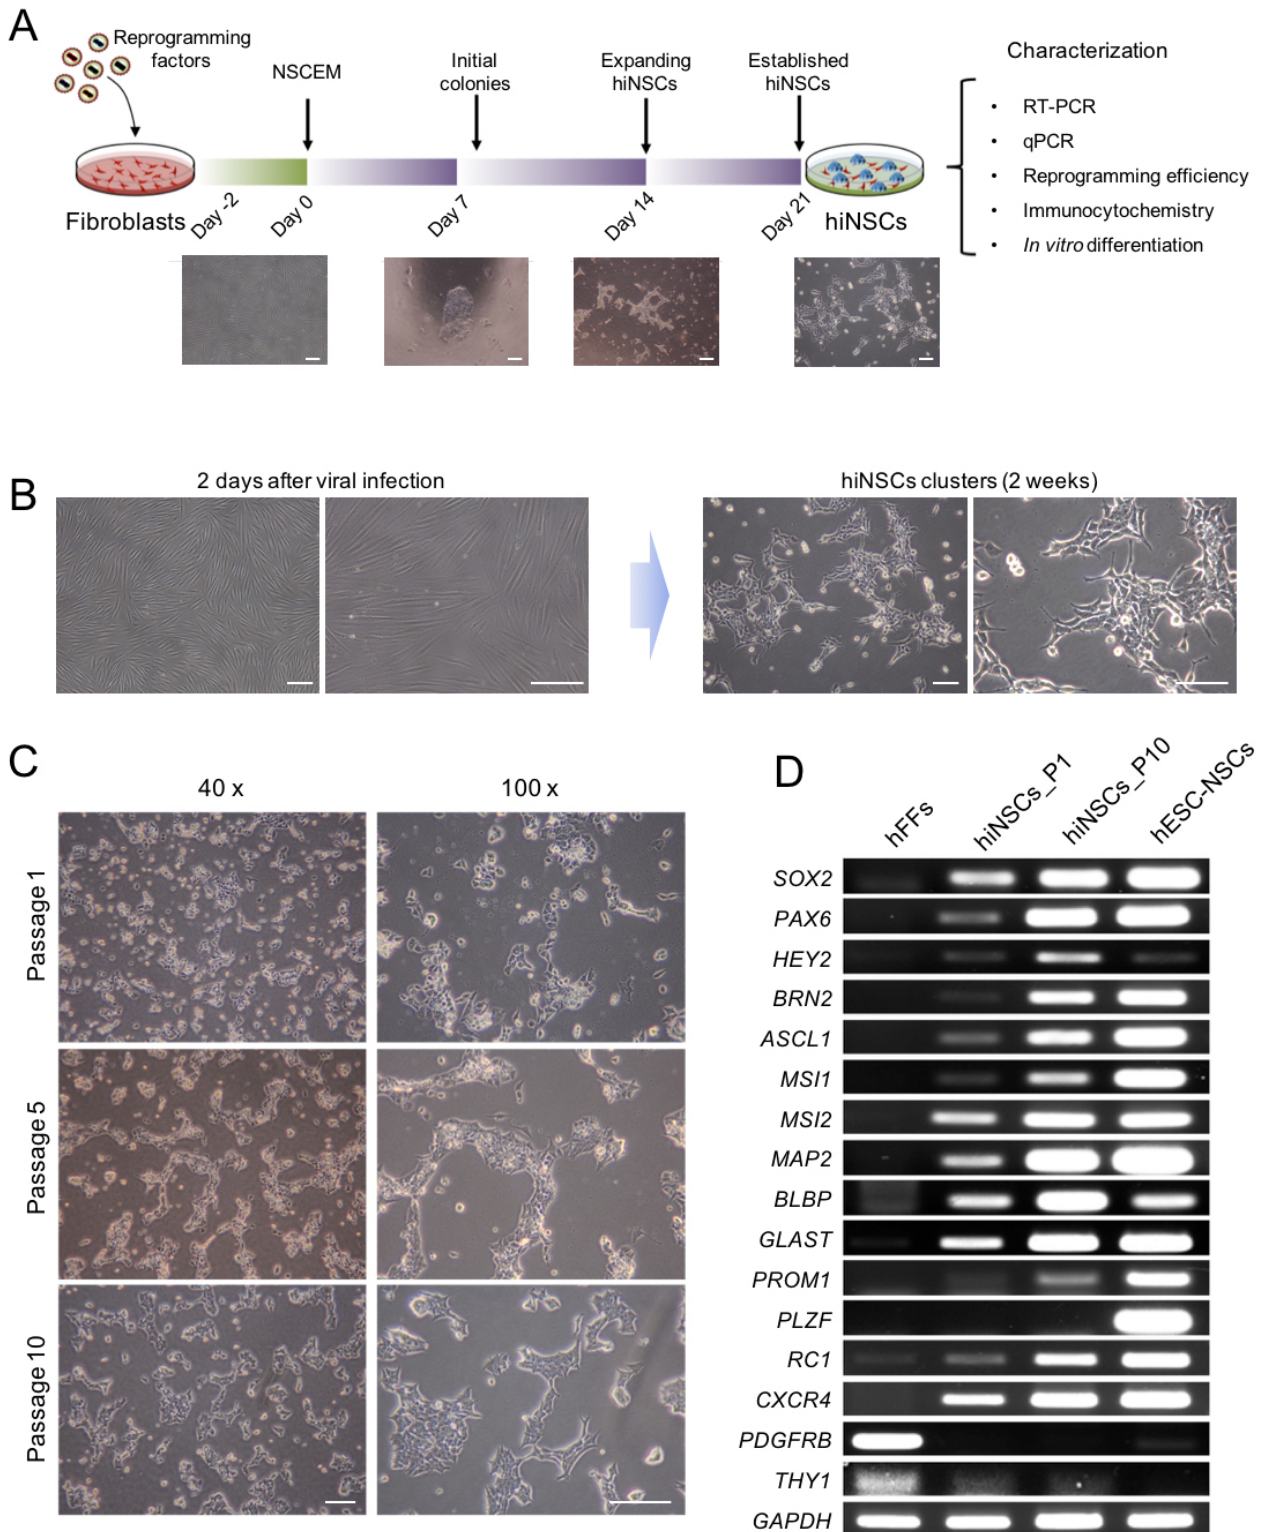 A
Reprogramming
factors
NSCEM
Initial
colonies
Expanding
hiNSCs
Established
hiNSCs
Characterization
• RT-PCR
• qPCR
• Reprogramming efficiency
• Immunocytochemistry
• In vitro differentiation
Fibroblasts
Day -2
Day 0
Day 7
Day 14
Day 21
hiNSCs
B
2 days after viral infection
hiNSCs clusters (2 weeks)
C
40 x
100 x
Passage 1
Passage 5
Passage 10
D
hFFs
hiNSCs_P1
hiNSCs_P10
hESC-NSCs
SOX2
PAX6
HEY2
BRN2
ASCL1
MSI1
MSI2
MAP2
BLBP
GLAST
PROM1
PLZF
RC1
CXCR4
PDGFRB
THY1
GAPDH